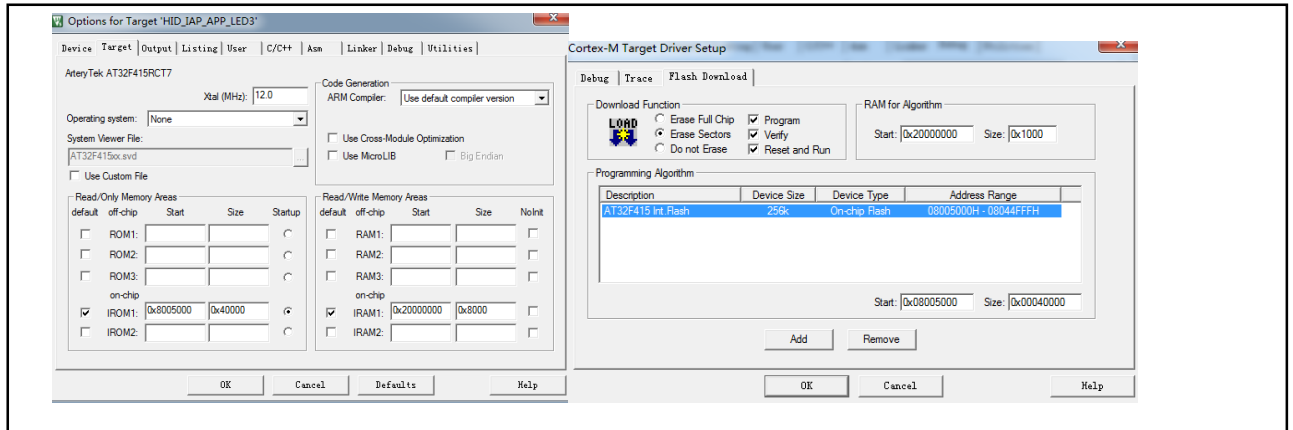 Options for Target 'HID_IAP_APP_LED3'
Device Target Output Listing User C/C++ Asm Linker Debug Utilities
ArteryTek AT32F415RCT7
Xtal (MHz): 12.0
Operating system: None
System Viewer File:
AT32F415xx.svd
...
Use Custom File
Code Generation
ARM Compiler: Use default compiler version
Use Cross-Module Optimization
Use MicroLIB Big Endian
Read/Only Memory Areas
default off-chip Start Size Startup
ROM1:
ROM2:
ROM3:
on-chip
IROM1: 0x8005000 0x40000
IROM2:
Read/Write Memory Areas
default off-chip Start Size NoInit
RAM1:
RAM2:
RAM3:
on-chip
IRAM1: 0x20000000 0x8000
IRAM2:
OK Cancel Defaults Help
Cortex-M Target Driver Setup
Debug Trace Flash Download
Download Function
LOAD
Erase Full Chip Program
Erase Sectors Verify
Do not Erase Reset and Run
RAM for Algorithm
Start: 0x20000000 Size: 0x1000
Programming Algorithm
Description Device Size Device Type Address Range
AT32F415 Int.Flash 256k On-chip Flash 08005000H - 08044FFFH
Start: 0x08005000 Size: 0x00040000
Add Remove
OK Cancel Help